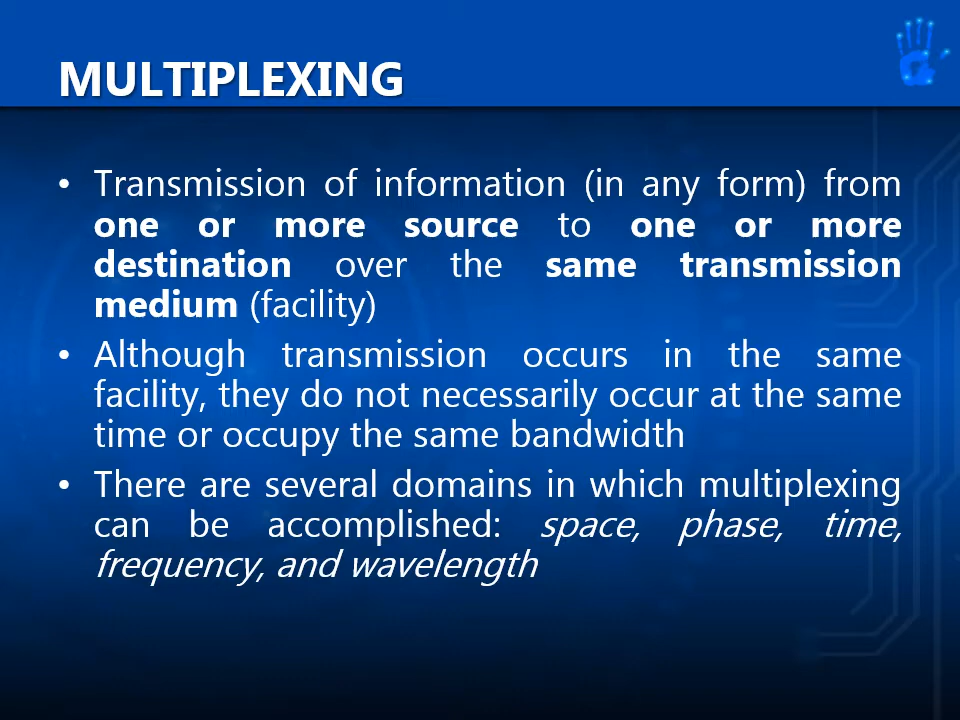 MULTIPLEXING
• Transmission of information (in any form) from
one or more source to one or more
destination over the same transmission
medium (facility)
• Although transmission occurs in the same
facility, they do not necessarily occur at the same
time or occupy the same bandwidth
• There are several domains in which multiplexing
can be accomplished: space, phase, time,
frequency, and wavelength